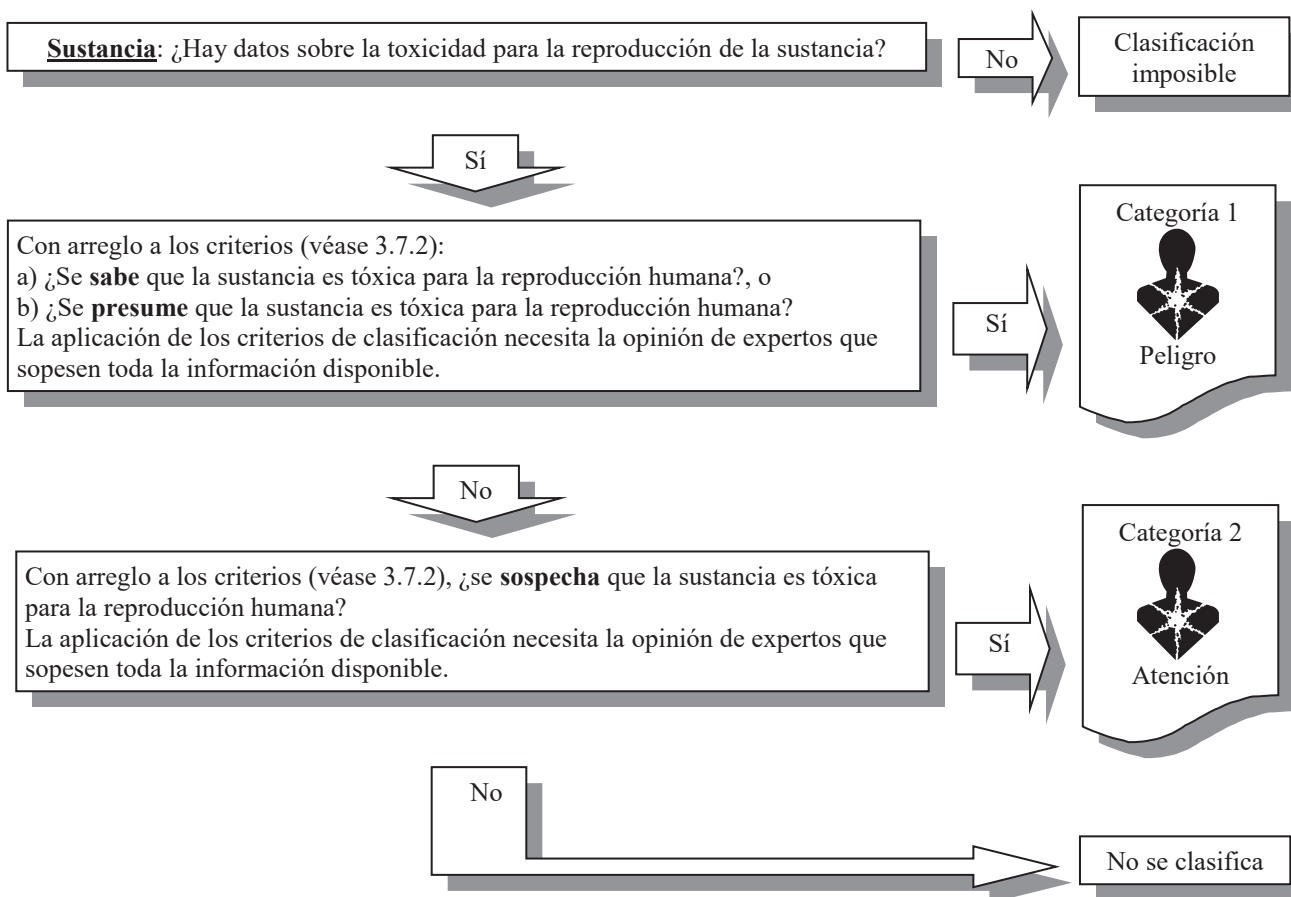 Sustancia: ¿Hay datos sobre la toxicidad para la reproducción de la sustancia?
No
Clasificación
imposible
Sí
Con arreglo a los criterios (véase 3.7.2):
a) ¿Se sabe que la sustancia es tóxica para la reproducción humana?, o
b) ¿Se presume que la sustancia es tóxica para la reproducción humana?
La aplicación de los criterios de clasificación necesita la opinión de expertos que
sopesen toda la información disponible.
Sí
Categoría 1
Peligro
No
Con arreglo a los criterios (véase 3.7.2), ¿se sospecha que la sustancia es tóxica
para la reproducción humana?
La aplicación de los criterios de clasificación necesita la opinión de expertos que
sopesen toda la información disponible.
Sí
Categoría 2
Atención
No
No se clasifica